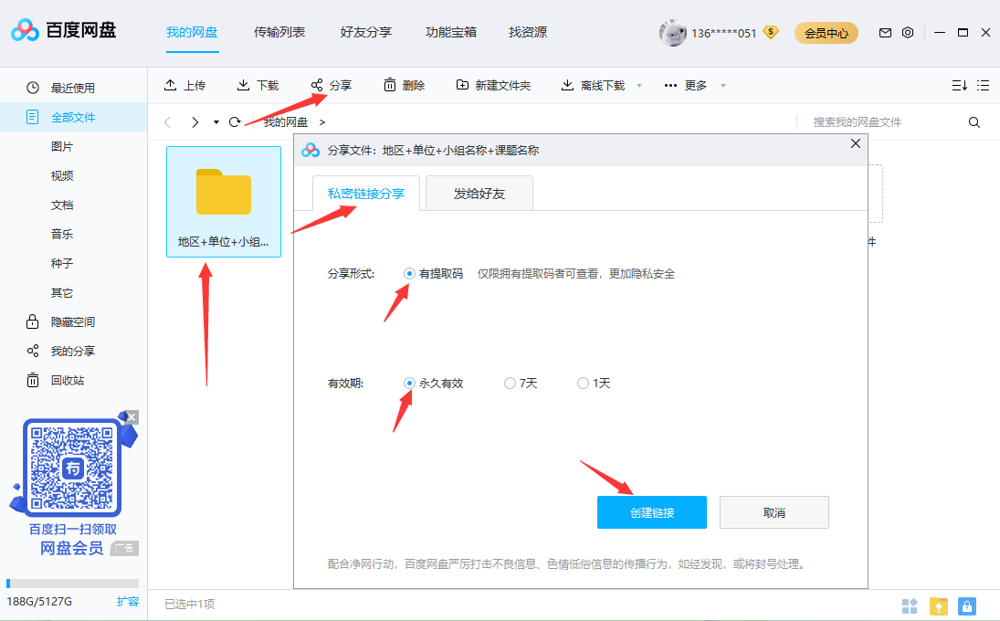 百度网盘
我的网盘 传输列表 好友分享 功能宝箱 找资源
136*****051
会员中心
最近使用
全部文件
图片
视频
文档
音乐
种子
其它
隐藏空间
我的分享
回收站
上传 下载 分享 删除 新建文件夹 离线下载 更多
我的网盘 >
搜索我的网盘文件
地区+单位+小组...
件
分享文件：地区+单位+小组名称+课题名称
私密链接分享 发给好友
分享形式: 有提取码 仅限拥有提取码者可查看，更加隐私安全
有效期: 永久有效 7天 1天
创建链接 取消
配合净网行动，百度网盘严厉打击不良信息、色情低俗信息的传播行为，如经发现，或将封号处理。
有
百度扫一扫领取
网盘会员 广告
188G/5127G 扩容
已选中1项